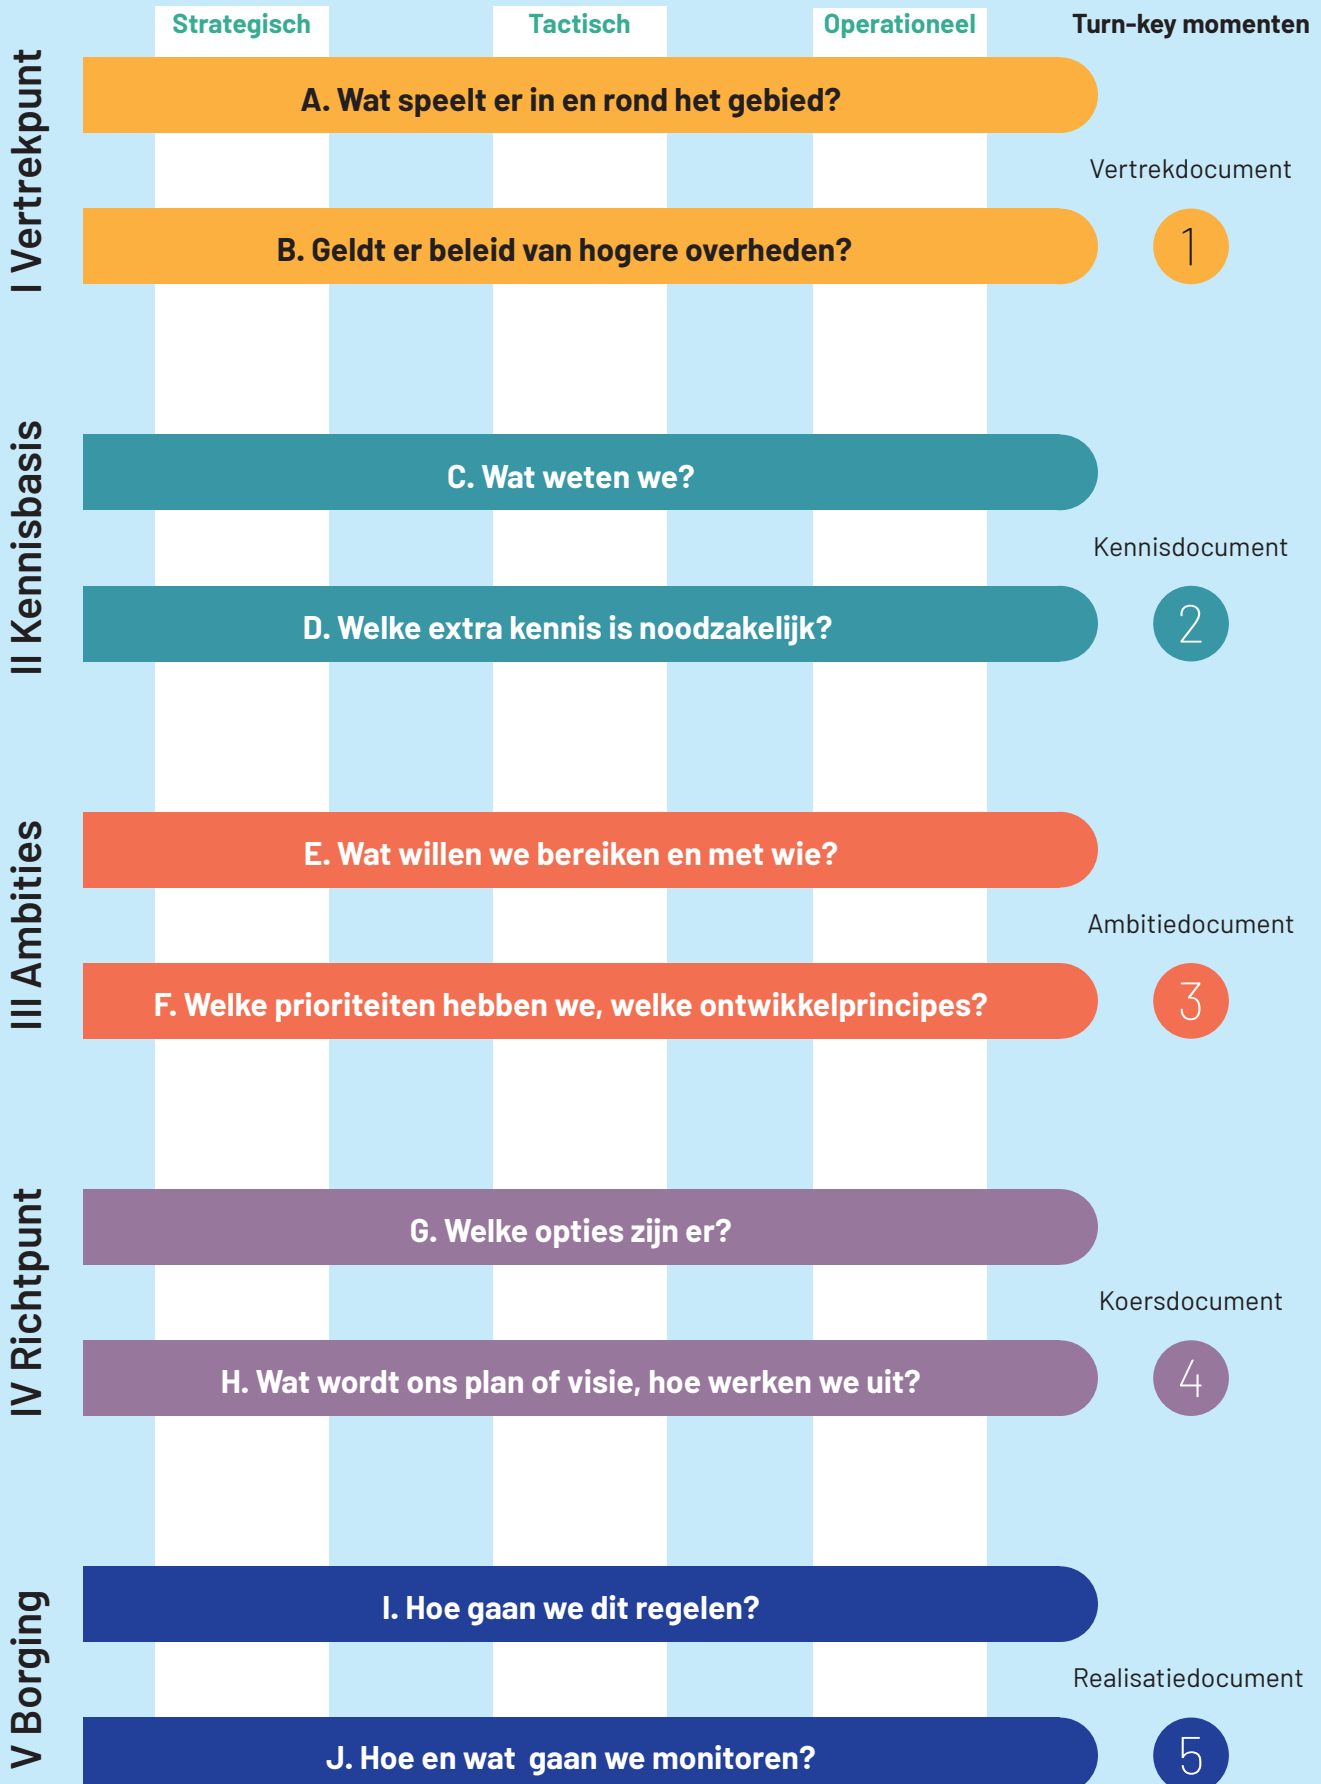 Strategisch
Tactisch
Operationeel
Turn-key momenten
I Vertrekpunt
A. Wat speelt er in en rond het gebied?
Vertrekdocument
B. Geldt er beleid van hogere overheden?
1
II Kennisbasis
C. Wat weten we?
Kennisdocument
D. Welke extra kennis is noodzakelijk?
2
III Ambities
E. Wat willen we bereiken en met wie?
Ambitiedocument
F. Welke prioriteiten hebben we, welke ontwikkelprincipes?
3
IV Richtpunt
G. Welke opties zijn er?
Koersdocument
H. Wat wordt ons plan of visie, hoe werken we uit?
4
V Borging
I. Hoe gaan we dit regelen?
Realisatiedocument
J. Hoe en wat gaan we monitoren?
5